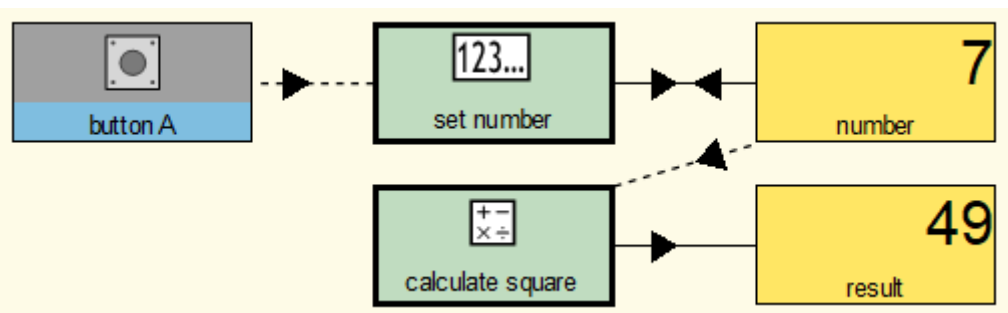 button A
123...
set number
7
number
+ −
× ÷
calculate square
49
result